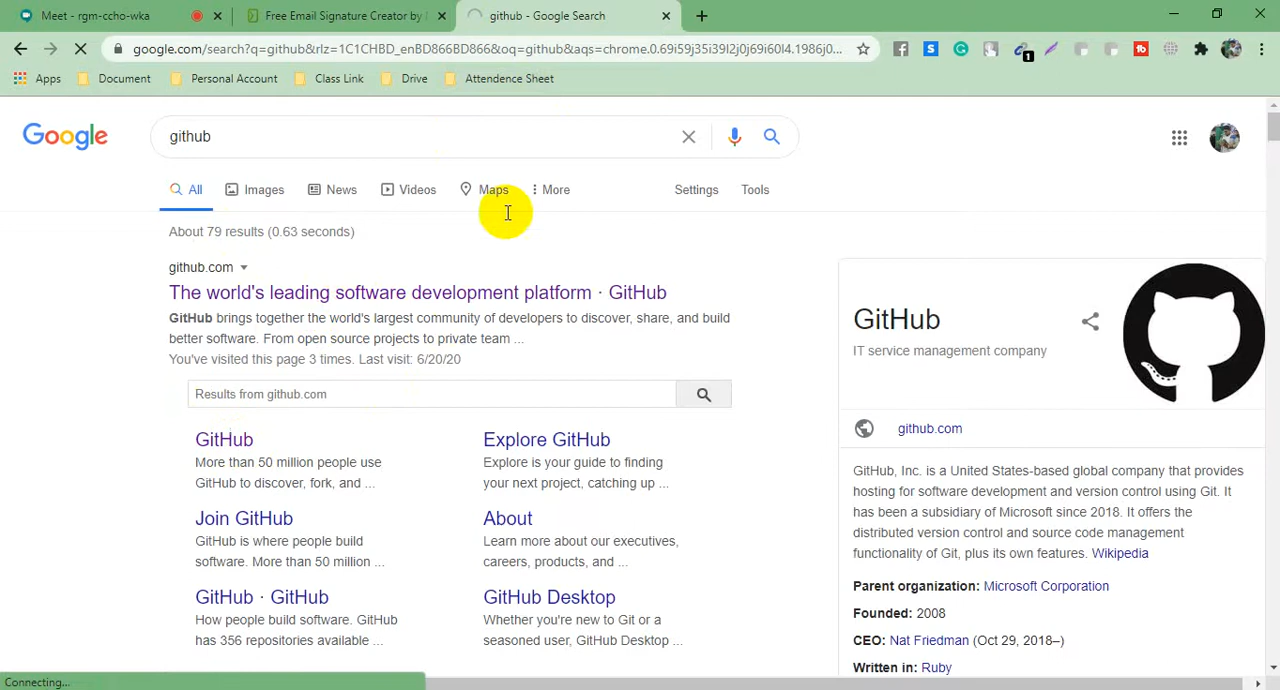 Meet - rgm-ccho-wka
Free Email Signature Creator by
github - Google Search
google.com/search?q=github&rlz=1C1CHBD_enBD866BD866&oq=github&aqs=chrome.0.69i59j35i39l2j0j69i60l4.1986j0...
1
Apps
Document
Personal Account
Class Link
Drive
Attendence Sheet
Google
github
All
Images
News
Videos
Maps
More
Settings
Tools
About 79 results (0.63 seconds)
github.com
The world's leading software development platform · GitHub
GitHub brings together the world's largest community of developers to discover, share, and build
better software. From open source projects to private team ...
You've visited this page 3 times. Last visit: 6/20/20
Results from github.com
GitHub
More than 50 million people use
GitHub to discover, fork, and ...
Explore GitHub
Explore is your guide to finding
your next project, catching up ...
Join GitHub
GitHub is where people build
software. More than 50 million ...
About
Learn more about our executives,
careers, products, and ...
GitHub · GitHub
How people build software. GitHub
has 356 repositories available ...
GitHub Desktop
Whether you're new to Git or a
seasoned user, GitHub Desktop ...
GitHub
IT service management company
github.com
GitHub, Inc. is a United States-based global company that provides
hosting for software development and version control using Git. It
has been a subsidiary of Microsoft since 2018. It offers the
distributed version control and source code management
functionality of Git, plus its own features. Wikipedia
Parent organization: Microsoft Corporation
Founded: 2008
CEO: Nat Friedman (Oct 29, 2018–)
Written in: Ruby
Connecting...